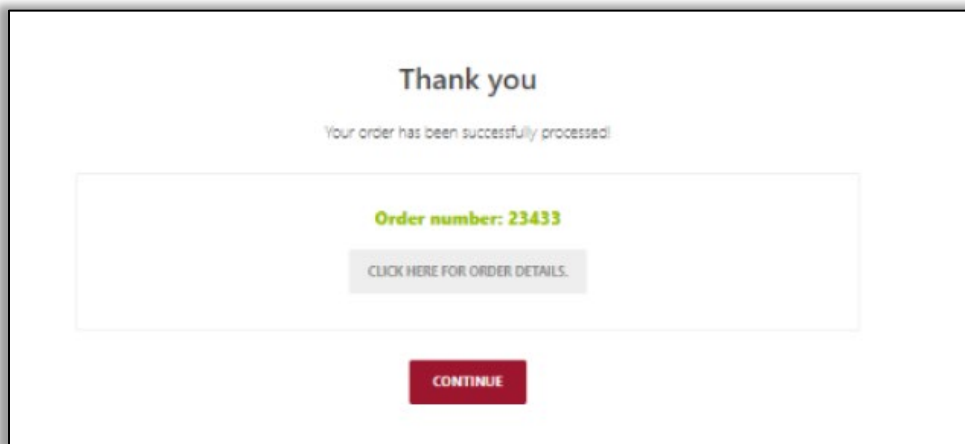 Thank you
Your order has been successfully processed!
Order number: 23433
CLICK HERE FOR ORDER DETAILS.
CONTINUE